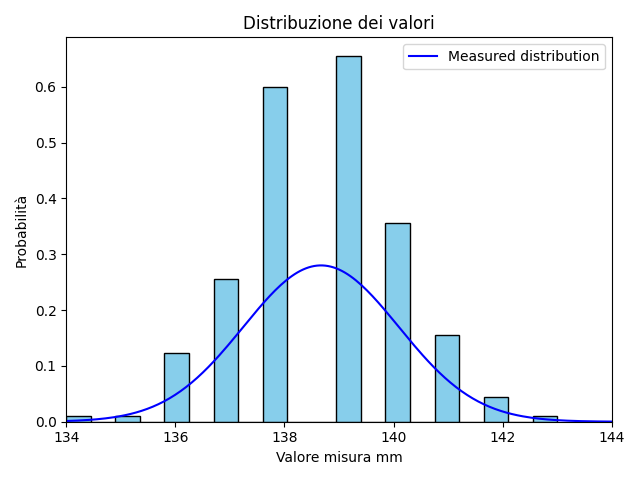 Distribuzione dei valori
Measured distribution
Probabilità
0.6
0.5
0.4
0.3
0.2
0.1
0.0
134 136 138 140 142 144
Valore misura mm